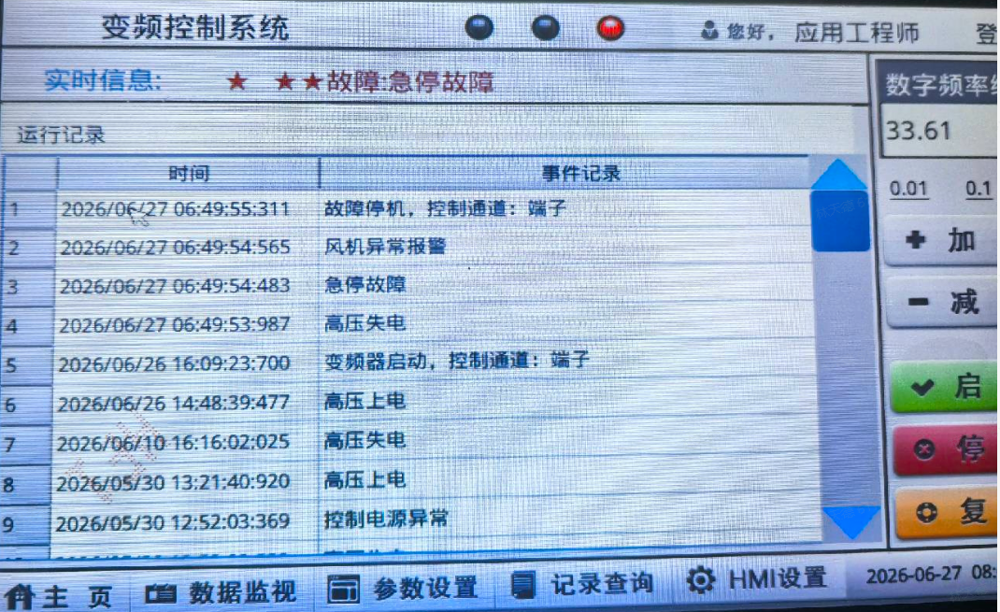 变频控制系统
您好，应用工程师 登
实时信息: ★ ★★故障:急停故障
数字频率
33.61
运行记录
时间 事件记录
0.01 0.1
1 2026/06/27 06:49:55:311 故障停机，控制通道：端子
2 2026/06/27 06:49:54:565 风机异常报警
加
3 2026/06/27 06:49:54:483 急停故障
减
4 2026/06/27 06:49:53:987 高压失电
5 2026/06/26 16:09:23:700 变频器启动，控制通道：端子
启
6 2026/06/26 14:48:39:477 高压上电
7 2026/06/10 16:16:02:025 高压失电
停
8 2026/05/30 13:21:40:920 高压上电
9 2026/05/30 12:52:03:369 控制电源异常
复
主 页 数据监视 参数设置 记录查询 HMI设置 2026-06-27 08: